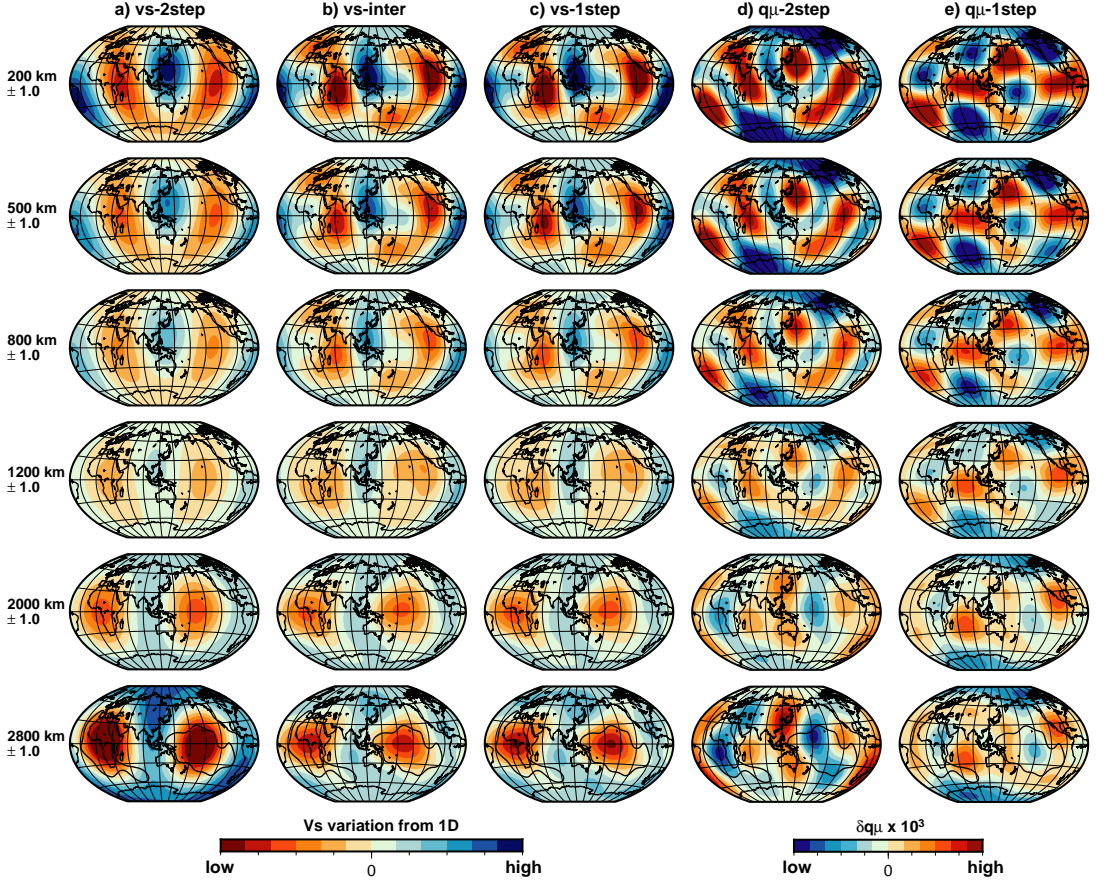 a) vs-2step b) vs-inter c) vs-1step d) qμ-2step e) qμ-1step
200 km
± 1.0
500 km
± 1.0
800 km
± 1.0
1200 km
± 1.0
2000 km
± 1.0
2800 km
± 1.0
Vs variation from 1D δqμ x 10³
low 0 high low 0 high